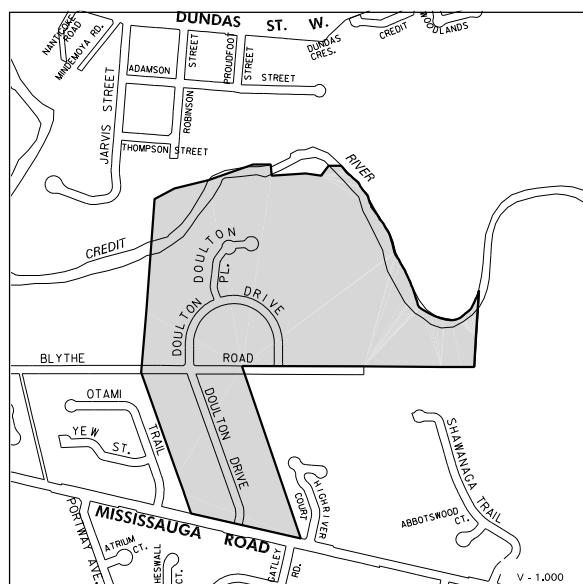 DUNDAS ST. W.
NANTICOKE
ROAD
MINDEMOYA RD.
ADAMSON
STREET
PROUDFOOT
STREET
STREET
DUNDAS
CRES.
CREDIT
WOODLANDS
JARVIS STREET
ROBINSON
THOMPSON STREET
RIVER
CREDIT
DOULTON
PL.
DOULTON DRIVE
BLYTHE ROAD
OTAMI
TRAIL
YEW
ST.
DOULTON DRIVE
SHAWANAGA TRAIL
HIGHRIVER
COURT
ABBOTSWOOD
CT.
MISSISSAUGA ROAD
PORTWAY AVE.
ATRIUM
CT.
HESWALL
CT.
GATLEY
RD.
V - 1.000